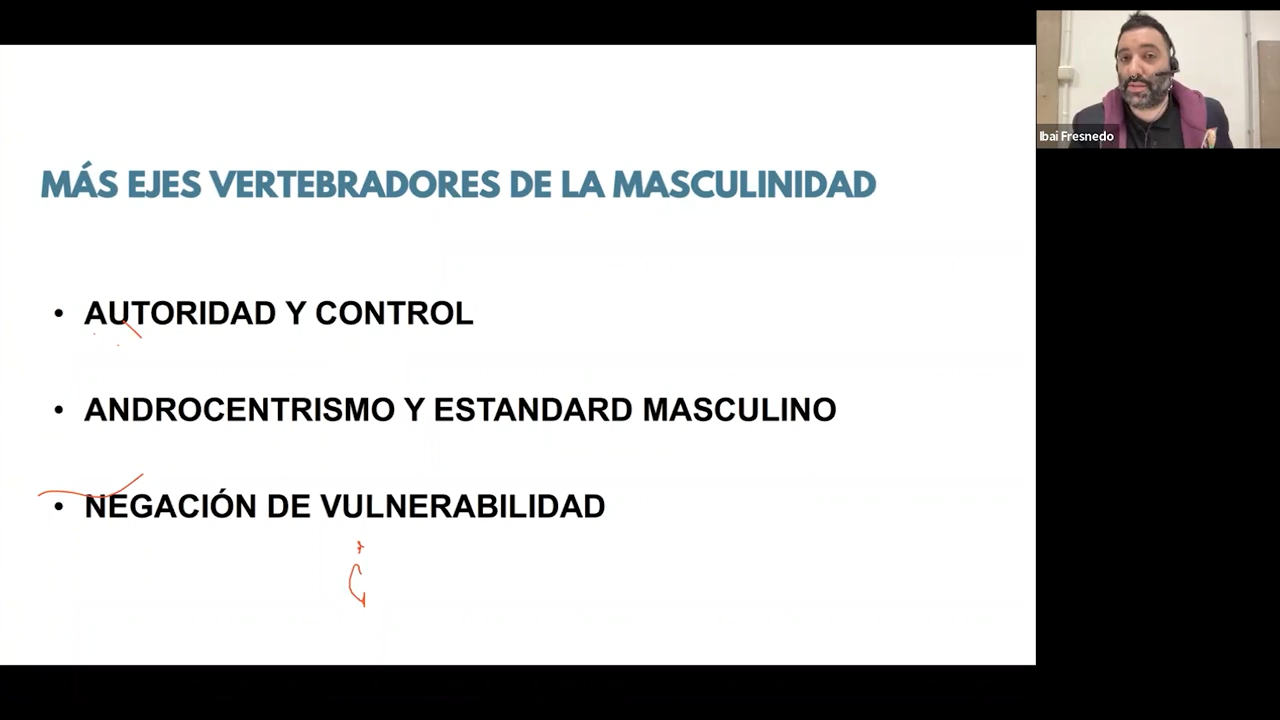 MÁS EJES VERTEBRADORES DE LA MASCULINIDAD
• AUTORIDAD Y CONTROL
• ANDROCENTRISMO Y ESTANDARD MASCULINO
• NEGACIÓN DE VULNERABILIDAD
Ibai Fresnedo